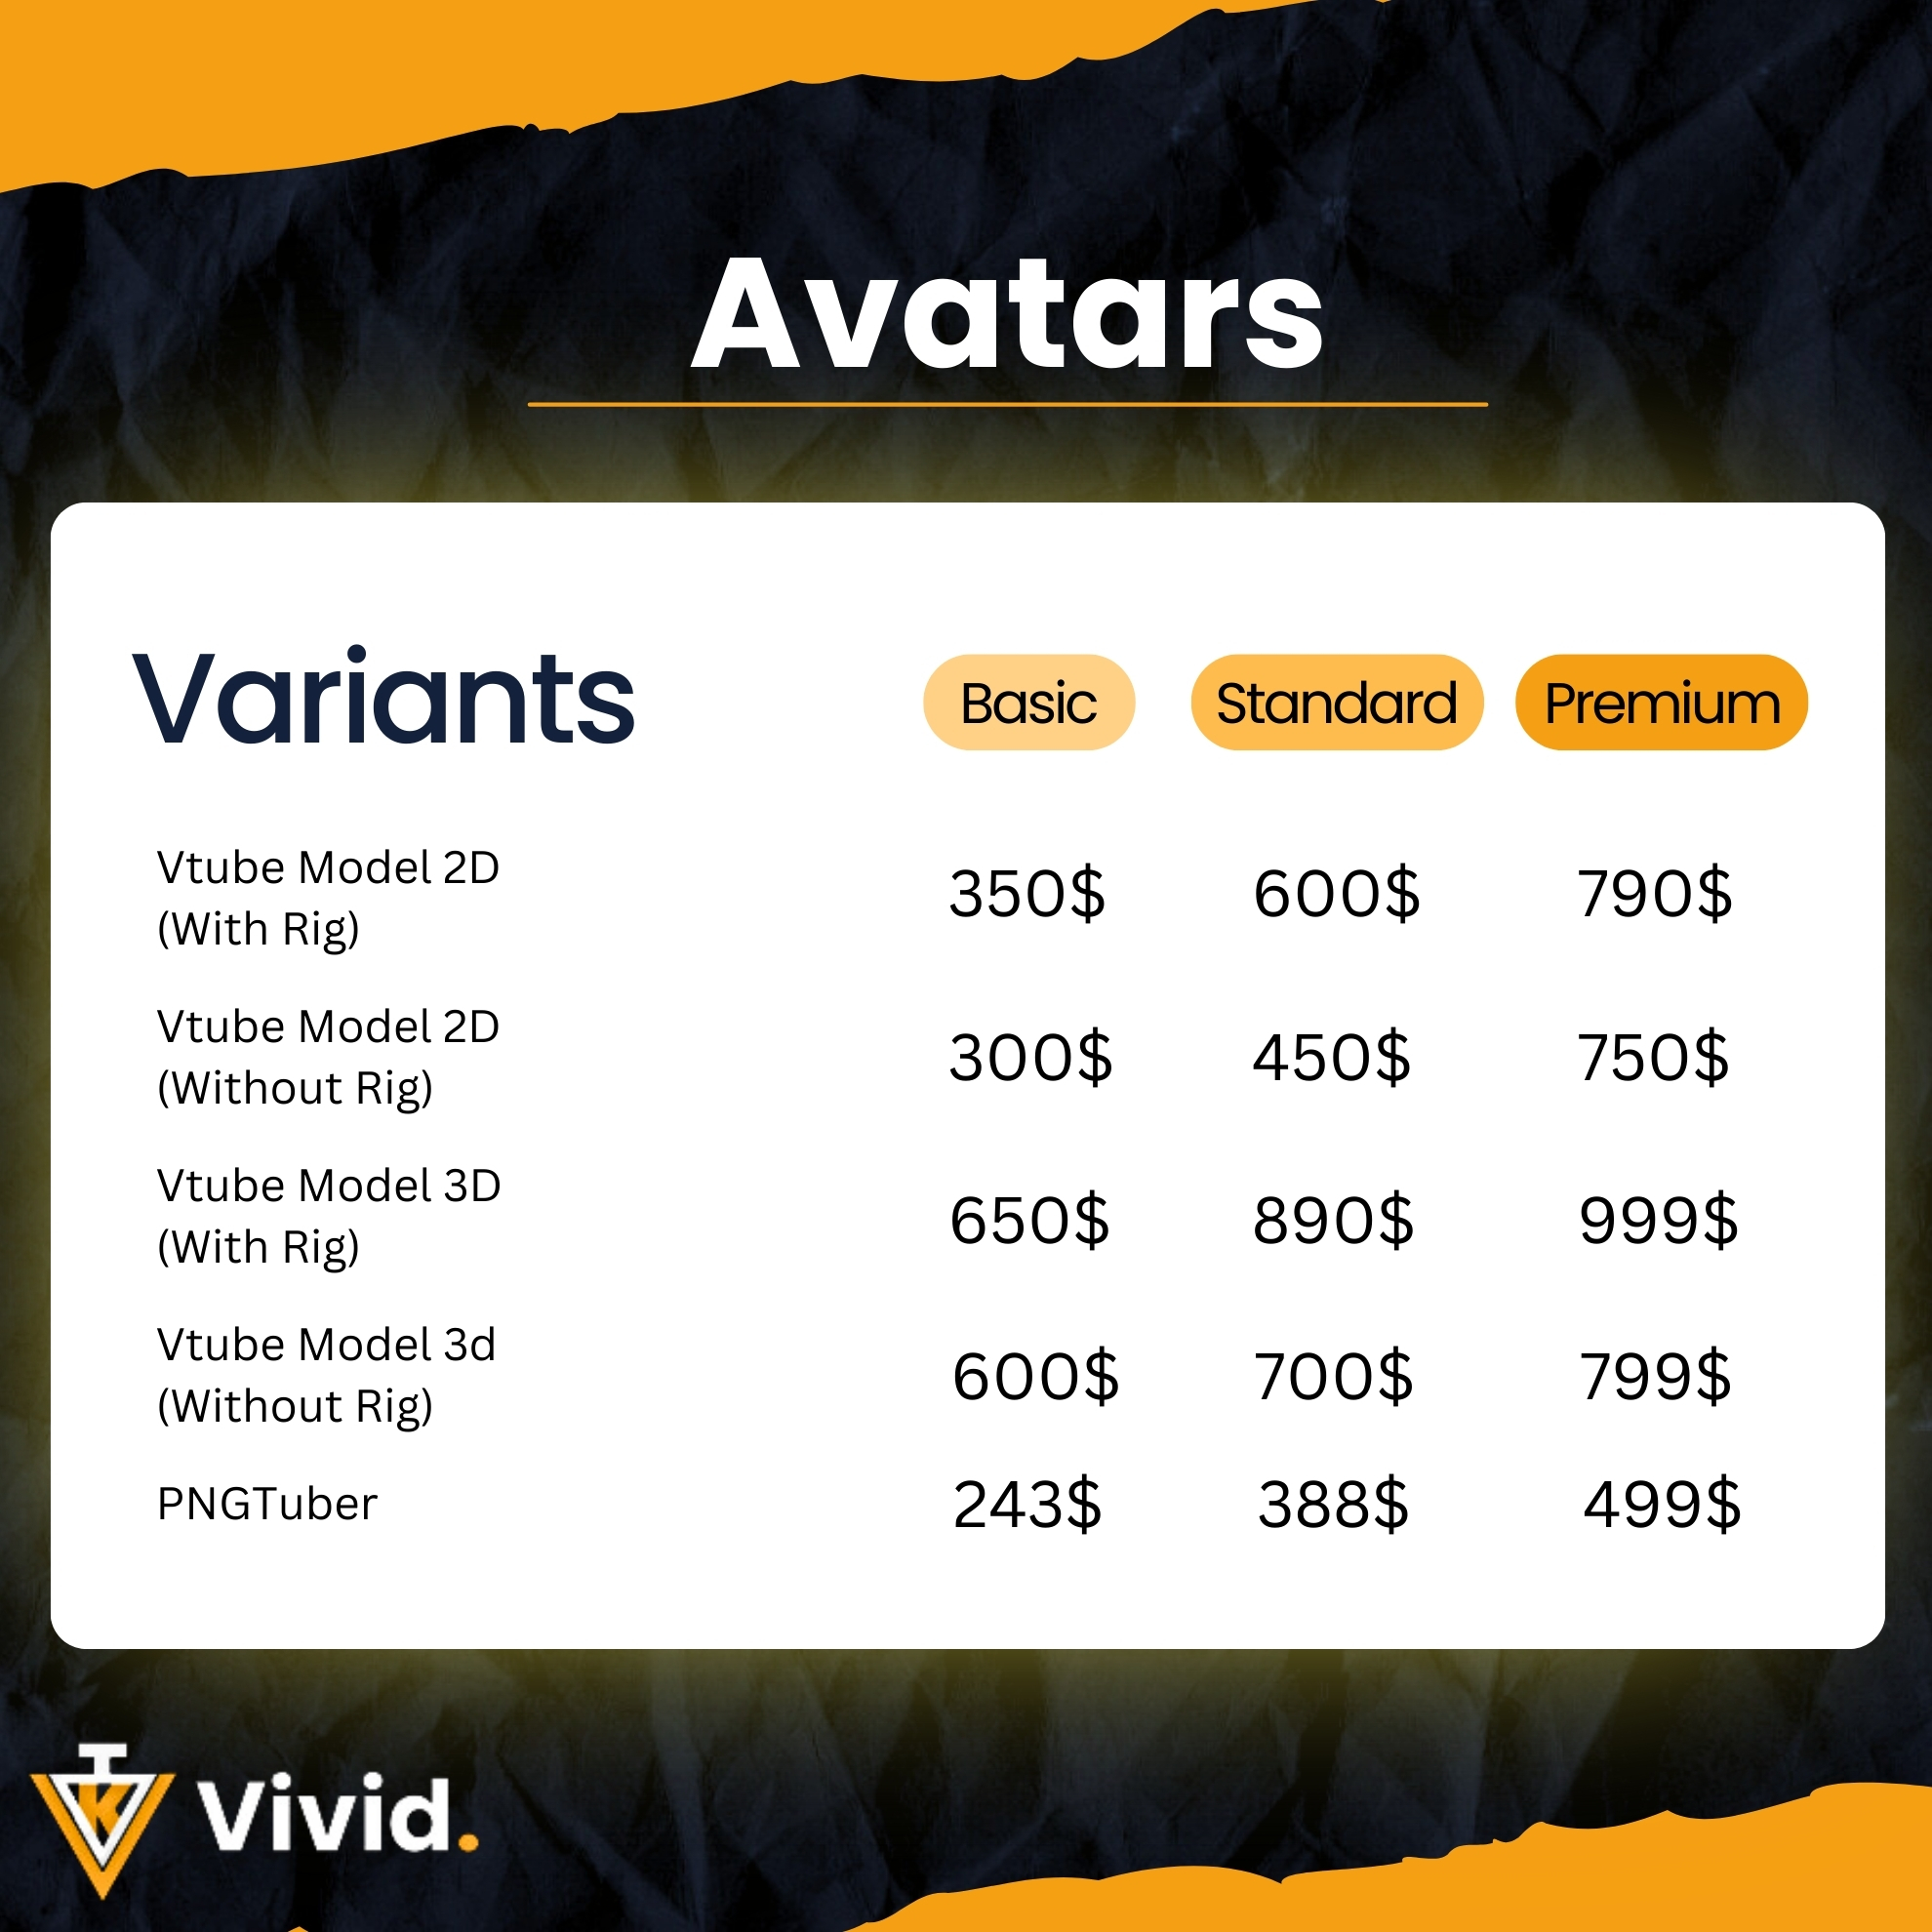 Avatars
Variants Basic Standard Premium
Vtube Model 2D
(With Rig) 350$ 600$ 790$
Vtube Model 2D
(Without Rig) 300$ 450$ 750$
Vtube Model 3D
(With Rig) 650$ 890$ 999$
Vtube Model 3d
(Without Rig) 600$ 700$ 799$
PNGTuber 243$ 388$ 499$
K
Vivid.